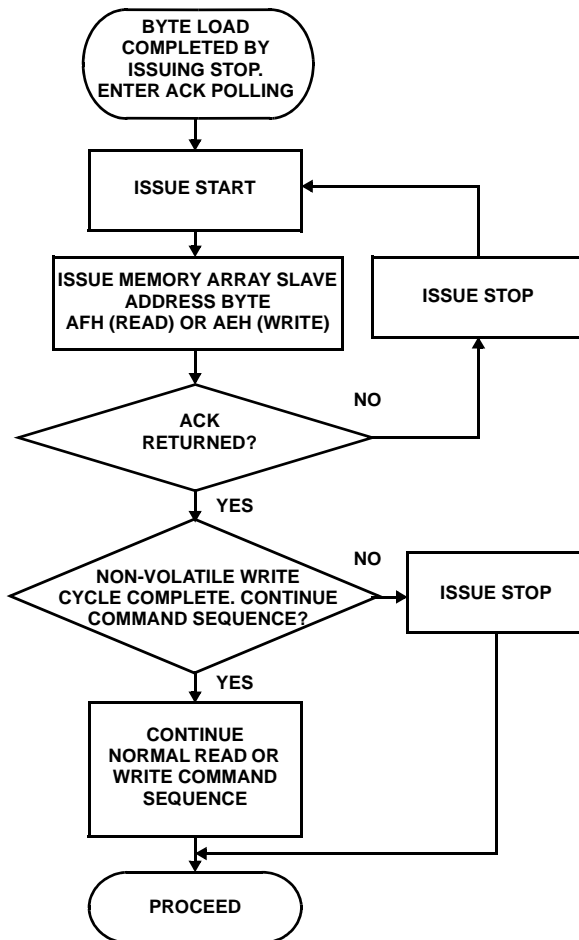 BYTE LOAD
COMPLETED BY
ISSUING STOP.
ENTER ACK POLLING
ISSUE START
ISSUE MEMORY ARRAY SLAVE
ADDRESS BYTE
AFH (READ) OR AEH (WRITE)
ISSUE STOP
NO
ACK
RETURNED?
YES
NO
NON-VOLATILE WRITE
CYCLE COMPLETE. CONTINUE
COMMAND SEQUENCE?
ISSUE STOP
YES
CONTINUE
NORMAL READ OR
WRITE COMMAND
SEQUENCE
PROCEED